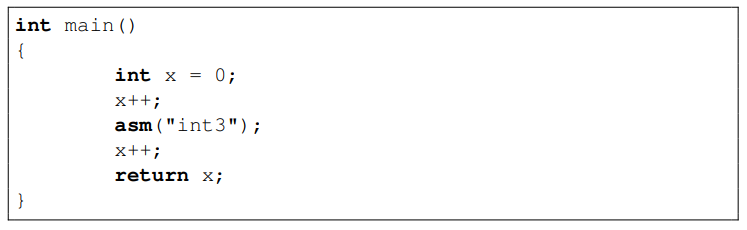 int main()
{
int x = 0;
x++;
asm("int3");
x++;
return x;
}